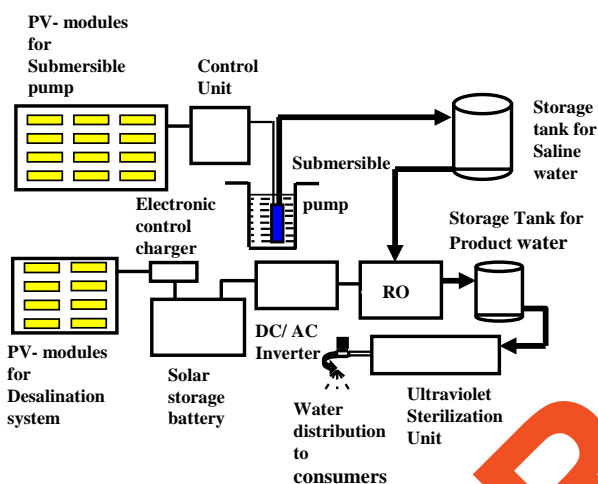 PV- modules
for
Submersible
pump
Control
Unit
Storage
tank for
Saline
water
Submersible
pump
Electronic
control
charger
Storage Tank for
Product water
RO
DC/ AC
Inverter
PV- modules
for
Desalination
system
Solar
storage
battery
Water
distribution
to
consumers
Ultraviolet
Sterilization
Unit